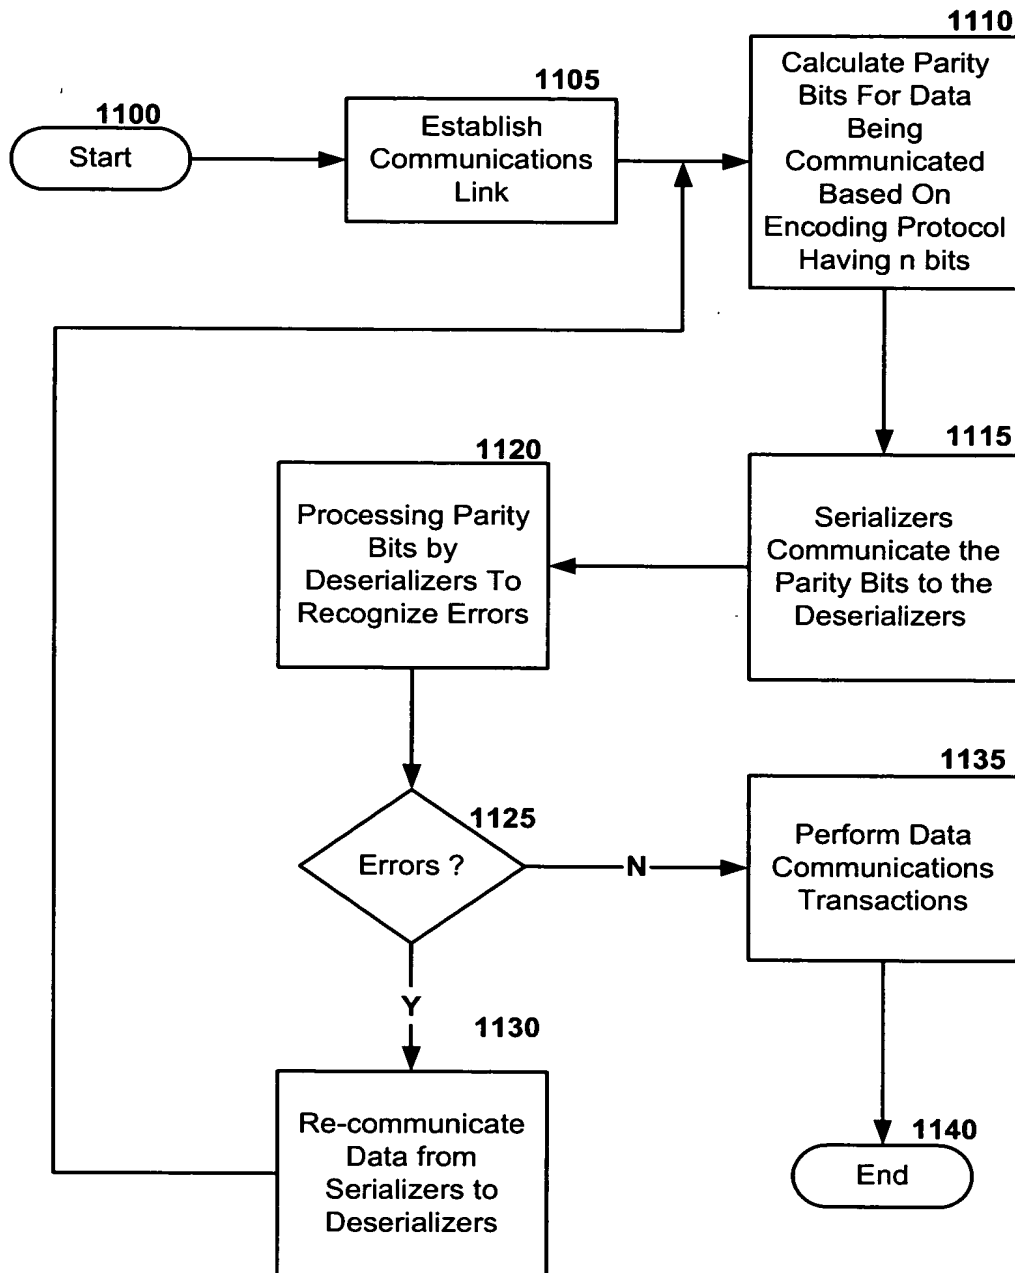 1100
Start
1105
Establish
Communications
Link
1110
Calculate Parity
Bits For Data
Being
Communicated
Based On
Encoding Protocol
Having n bits
1115
Serializers
Communicate the
Parity Bits to the
Deserializers
1120
Processing Parity
Bits by
Deserializers To
Recognize Errors
1125
Errors ?
N
Y
1130
Re-communicate
Data from
Serializers to
Deserializers
1135
Perform Data
Communications
Transactions
1140
End